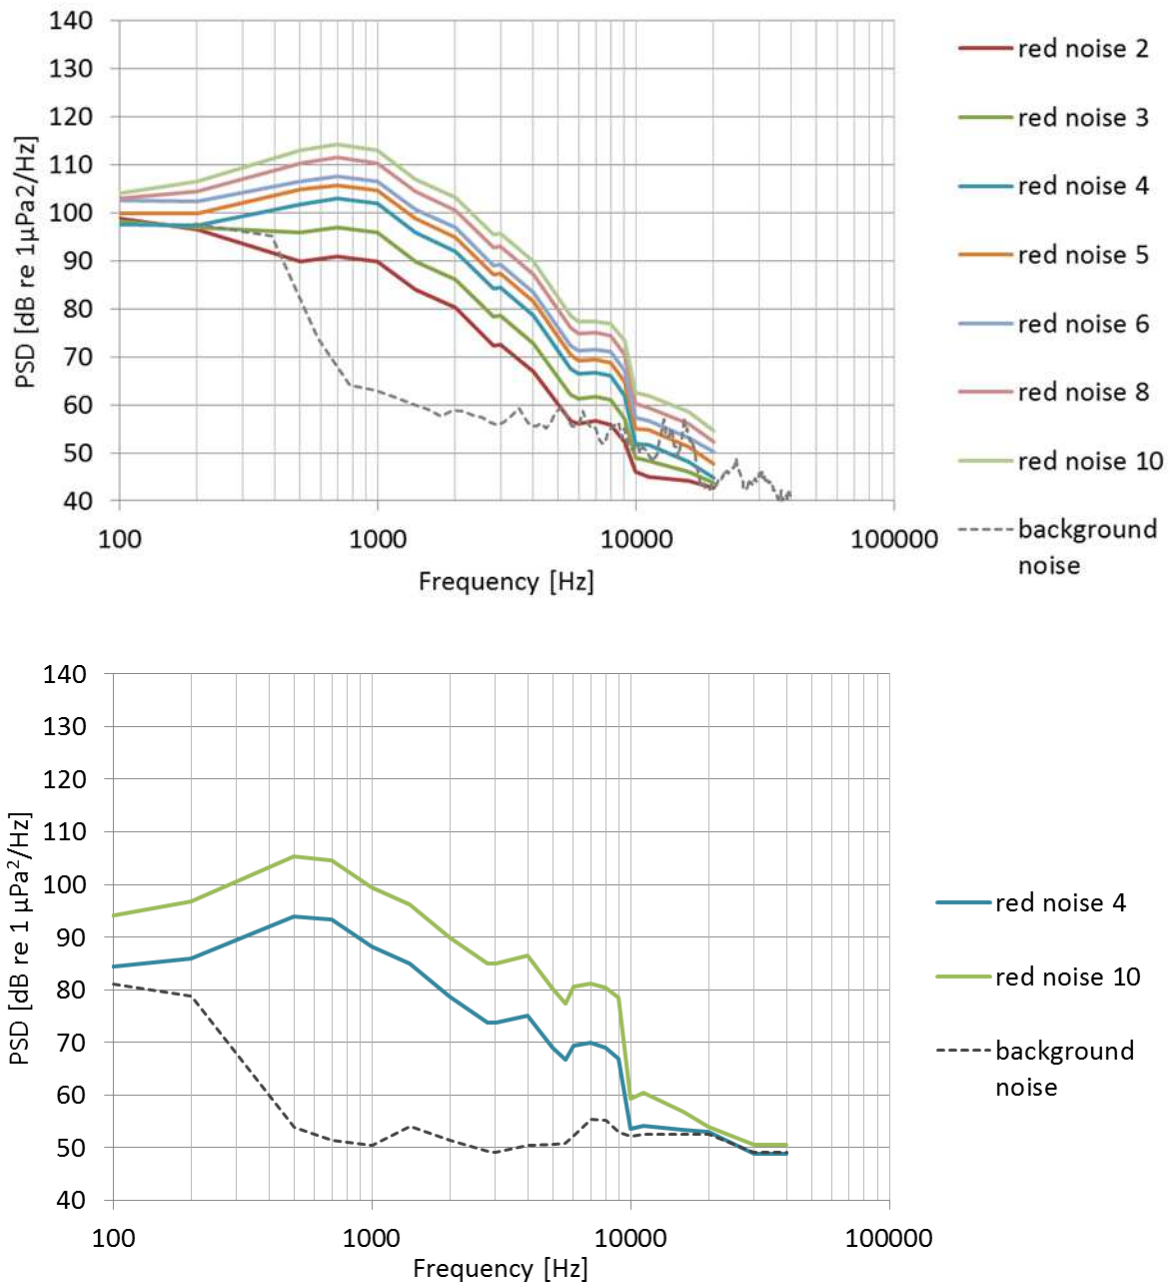 140
130
120
110
100
90
80
70
60
50
40
PSD [dB re 1µPa2/Hz]
100 1000 10000 100000
Frequency [Hz]
red noise 2
red noise 3
red noise 4
red noise 5
red noise 6
red noise 8
red noise 10
background
noise
140
130
120
110
100
90
80
70
60
50
40
PSD [dB re 1 µPa²/Hz]
100 1000 10000 100000
Frequency [Hz]
red noise 4
red noise 10
background
noise